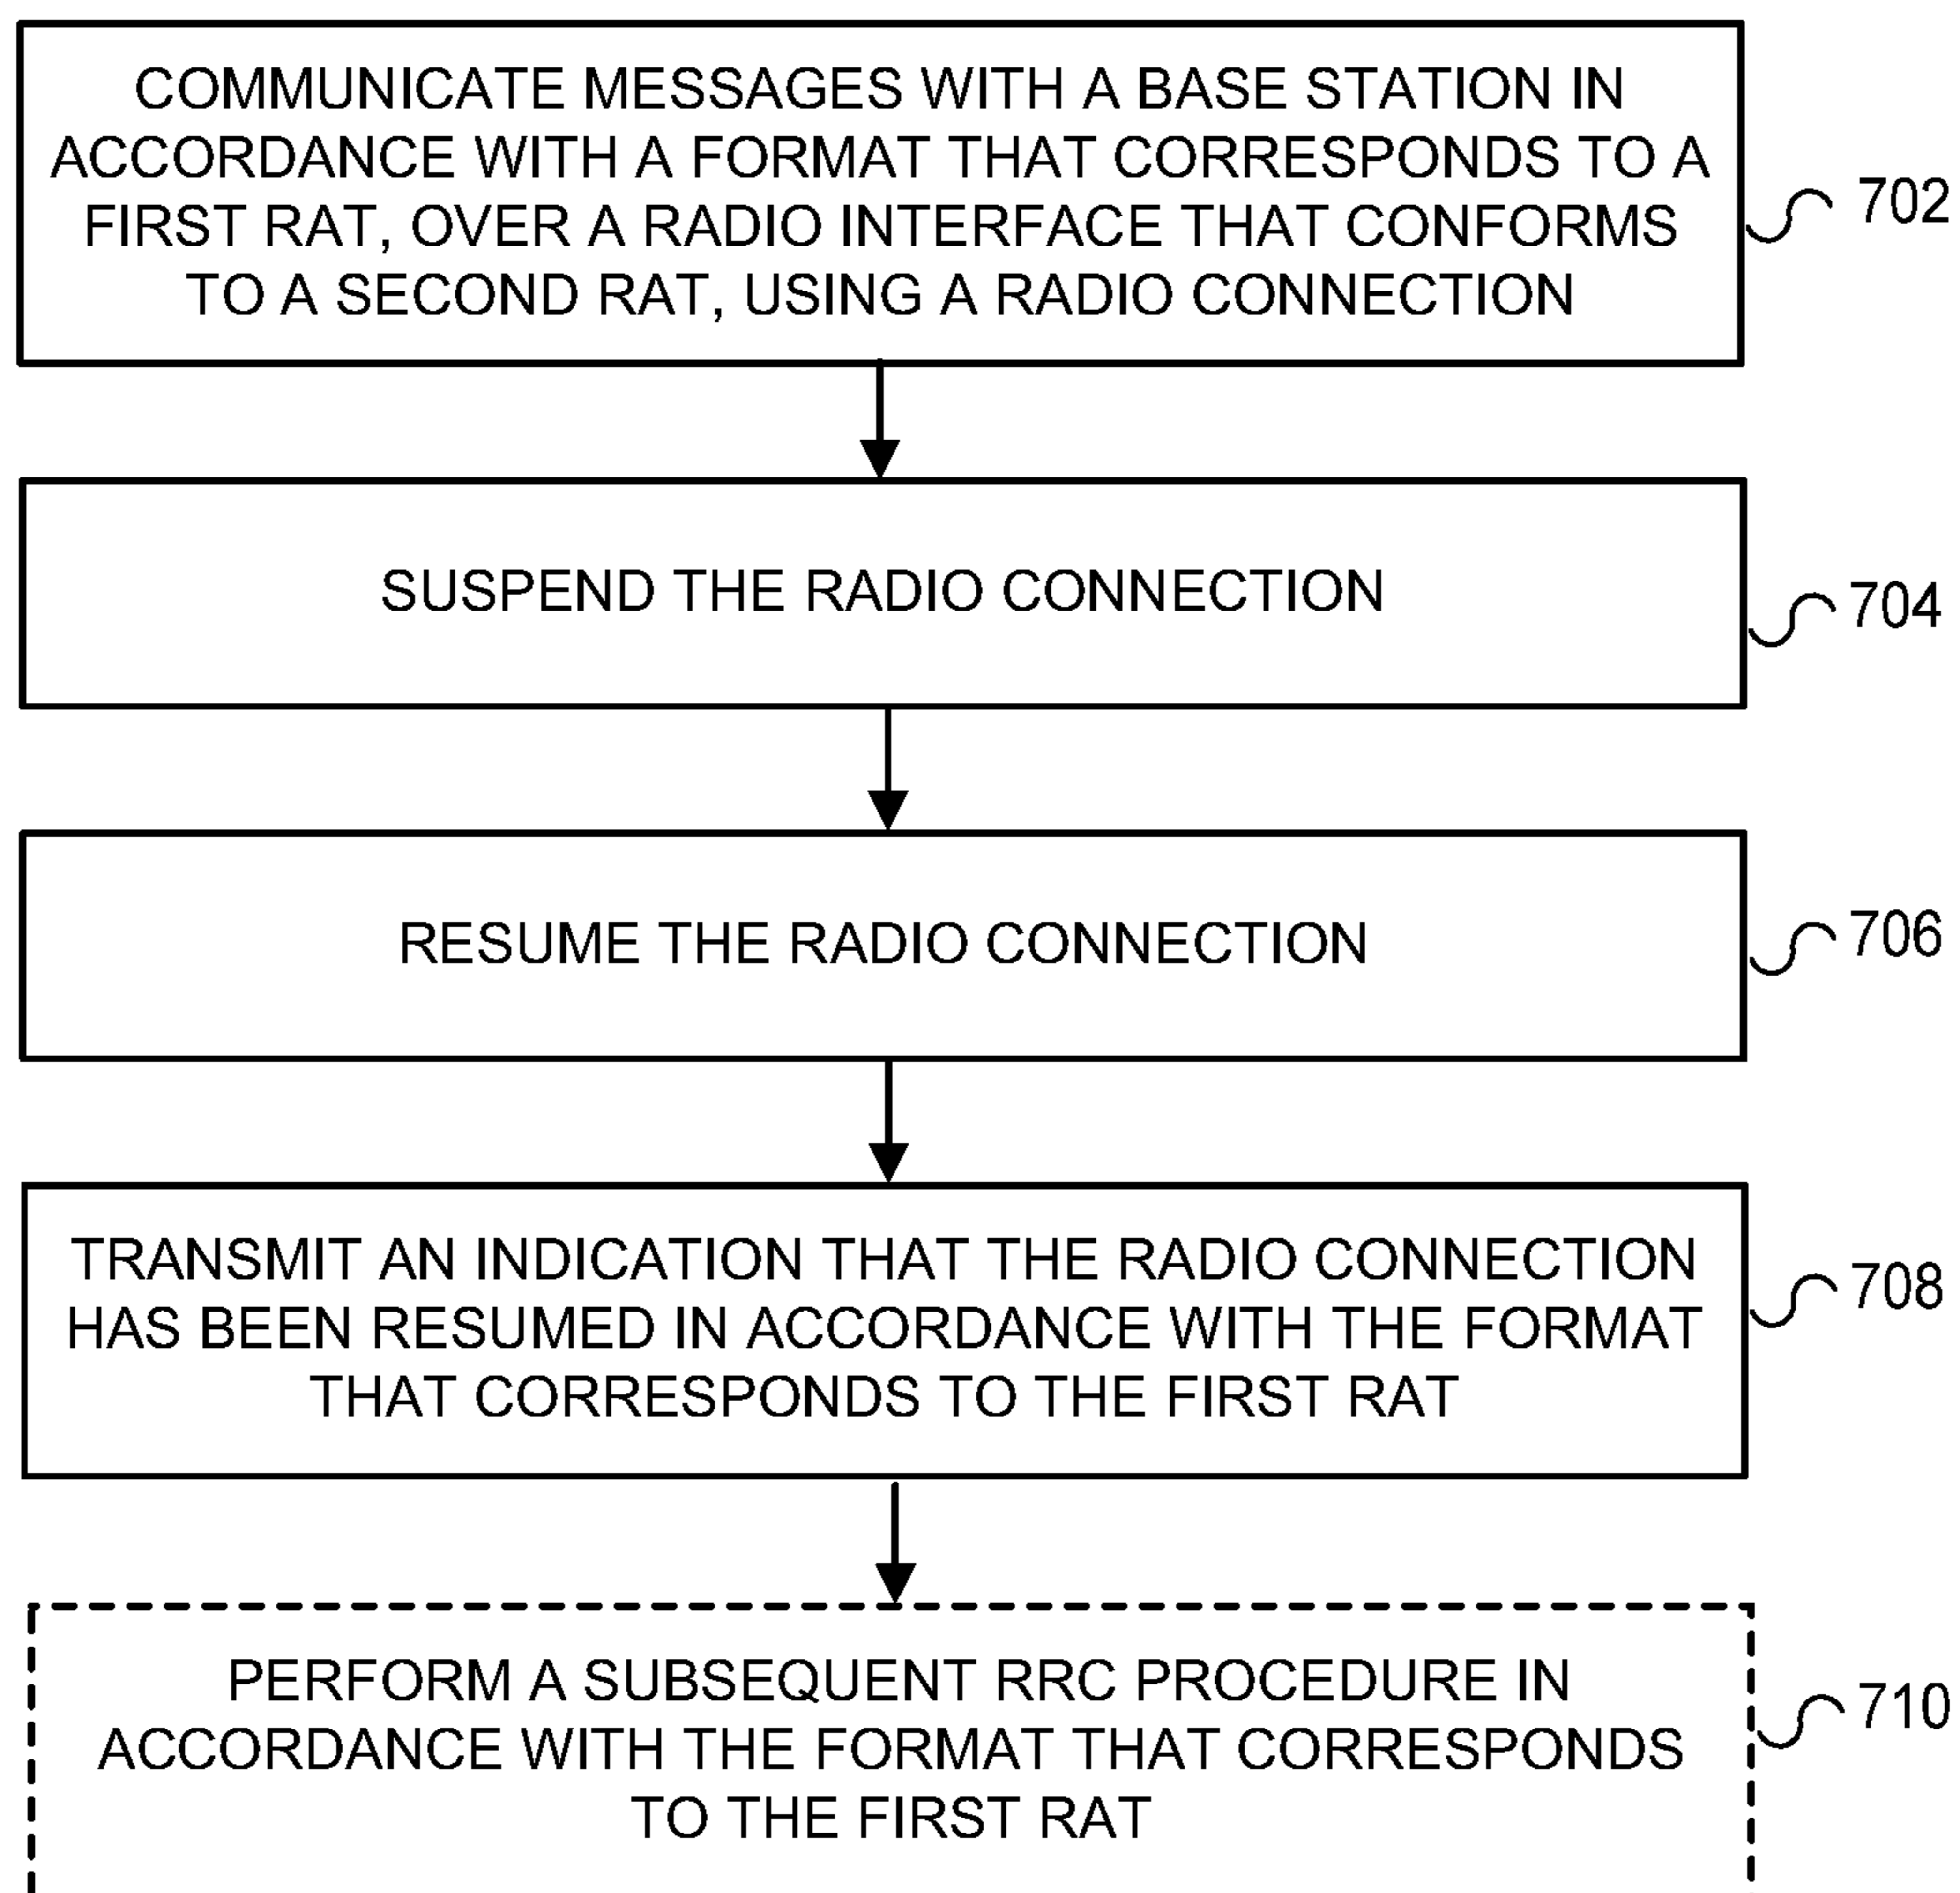 COMMUNICATE MESSAGES WITH A BASE STATION IN
ACCORDANCE WITH A FORMAT THAT CORRESPONDS TO A
FIRST RAT, OVER A RADIO INTERFACE THAT CONFORMS
TO A SECOND RAT, USING A RADIO CONNECTION
702
SUSPEND THE RADIO CONNECTION
704
RESUME THE RADIO CONNECTION
706
TRANSMIT AN INDICATION THAT THE RADIO CONNECTION
HAS BEEN RESUMED IN ACCORDANCE WITH THE FORMAT
THAT CORRESPONDS TO THE FIRST RAT
708
PERFORM A SUBSEQUENT RRC PROCEDURE IN
ACCORDANCE WITH THE FORMAT THAT CORRESPONDS
TO THE FIRST RAT
710